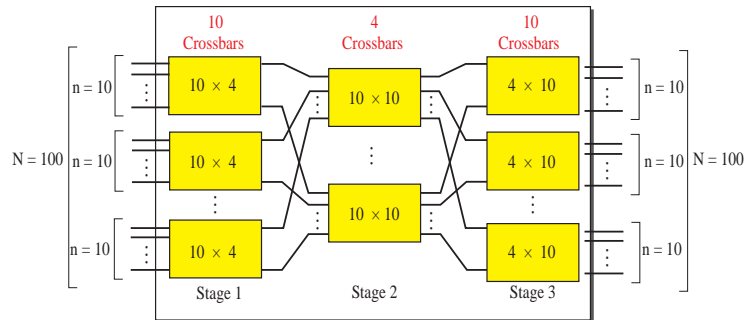 10 4 10
Crossbars Crossbars Crossbars
n = 10 10 × 4 10 × 10 4 × 10 n = 10
N = 100 n = 10 10 × 4 ... 4 × 10 n = 10 N = 100
... 10 × 10 ...
n = 10 10 × 4 4 × 10 n = 10
Stage 1 Stage 2 Stage 3